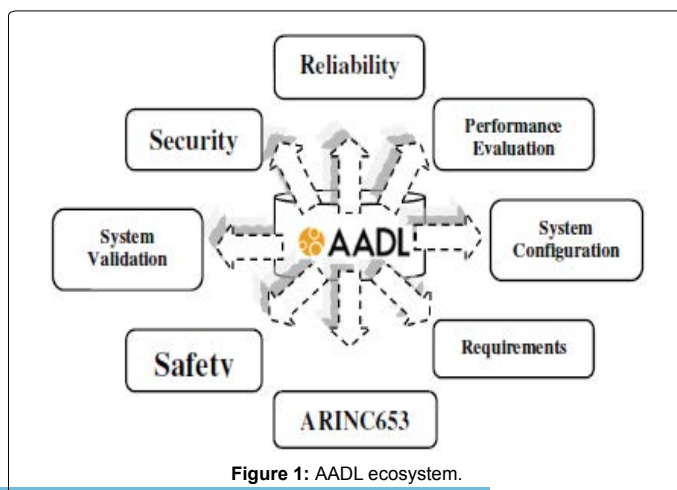 Reliability
Security
Performance
Evaluation
System
Validation
AADL
System
Configuration
Safety
Requirements
ARINC653
Figure 1: AADL ecosystem.